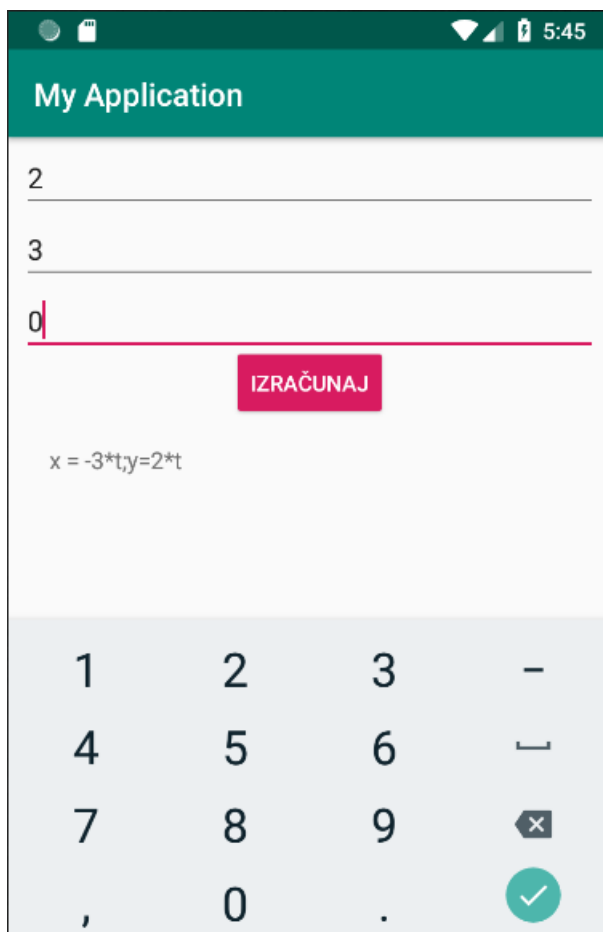 5:45
My Application
2
3
0
IZRAČUNAJ
x = -3*t;y=2*t
1 2 3 -
4 5 6
7 8 9
, 0 .